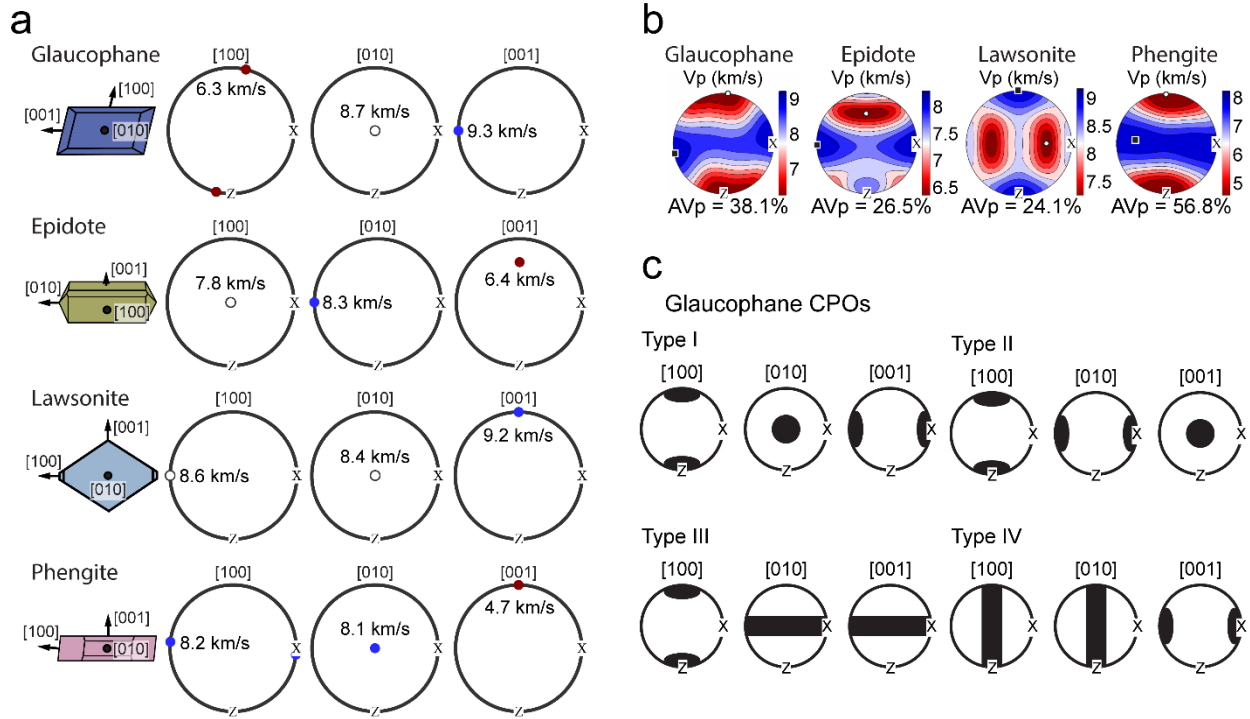 a
Glaucophane
[100] [010] [001]
[100]
[001]
[010]
6.3 km/s
8.7 km/s
9.3 km/s
X X X
Z Z Z
Epidote
[100] [010] [001]
[001]
[010]
[100]
7.8 km/s
8.3 km/s
6.4 km/s
X X X
Z Z Z
Lawsonite
[100] [010] [001]
[001]
[100]
[010]
8.6 km/s
8.4 km/s
9.2 km/s
X X X
Z Z Z
Phengite
[100] [010] [001]
[001]
[100]
[010]
8.2 km/s
8.1 km/s
4.7 km/s
X X X
Z Z Z
b
Glaucophane Epidote Lawsonite Phengite
Vp (km/s) Vp (km/s) Vp (km/s) Vp (km/s)
9 8 7
8 7.5 7 6.5
9 8.5 8 7.5
8 7 6 5
X X X X
Z Z Z Z
AVp = 38.1% AVp = 26.5% AVp = 24.1% AVp = 56.8%
c
Glaucophane CPOs
Type I Type II
[100] [010] [001] [100] [010] [001]
X X X X X X
Z Z Z Z Z Z
Type III Type IV
[100] [010] [001] [100] [010] [001]
X X X X X X
Z Z Z Z Z Z